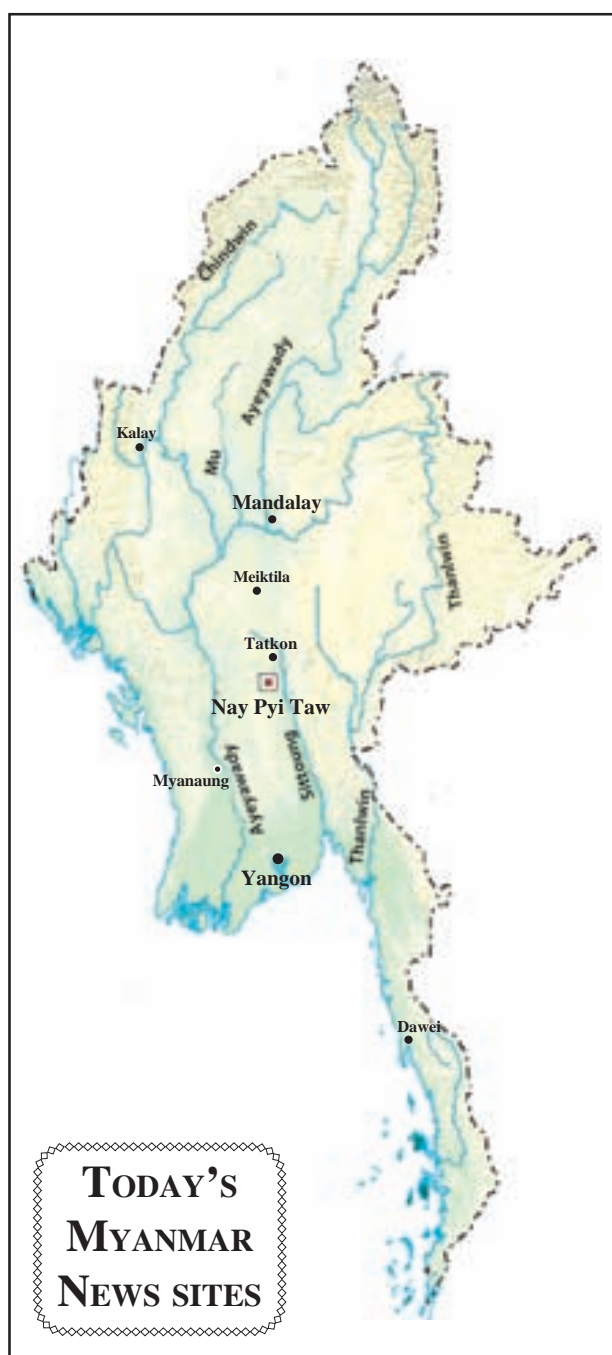 Chindwin
Ayeyawady
Kalay
Mu
Mandalay
Thanlwin
Meiktila
Tatkon
Nay Pyi Taw
Sittoung
Ayeyawady
Myanaung
Thanlwin
Yangon
Dawei
TODAY'S
MYANMAR
NEWS SITES